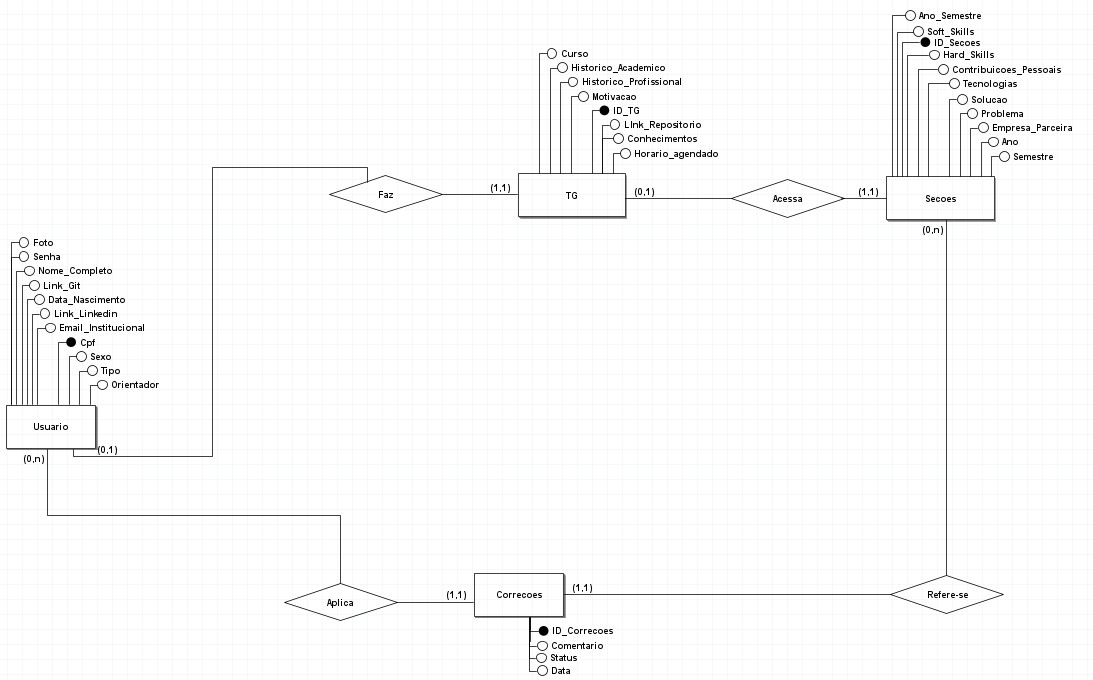 Ano_Semestre
Soft_Skills
ID_Secoes
Hard_Skills
Contribuicoes_Pessoais
Tecnologias
Solucao
Problema
Empresa_Parceira
Ano
Semestre
Curso
Historico_Academico
Historico_Profissional
Motivacao
ID_TG
LInk_Repositorio
Conhecimentos
Horario_agendado
Faz
(1,1)
TG
(0,1)
Acessa
(1,1)
Secoes
(0,n)
Foto
Senha
Nome_Completo
Link_Git
Data_Nascimento
Link_Linkedin
Email_Institucional
Cpf
Sexo
Tipo
Orientador
Usuario
(0,1)
(0,n)
Aplica
(1,1)
Correcoes
(1,1)
Refere-se
ID_Correcoes
Comentario
Status
Data